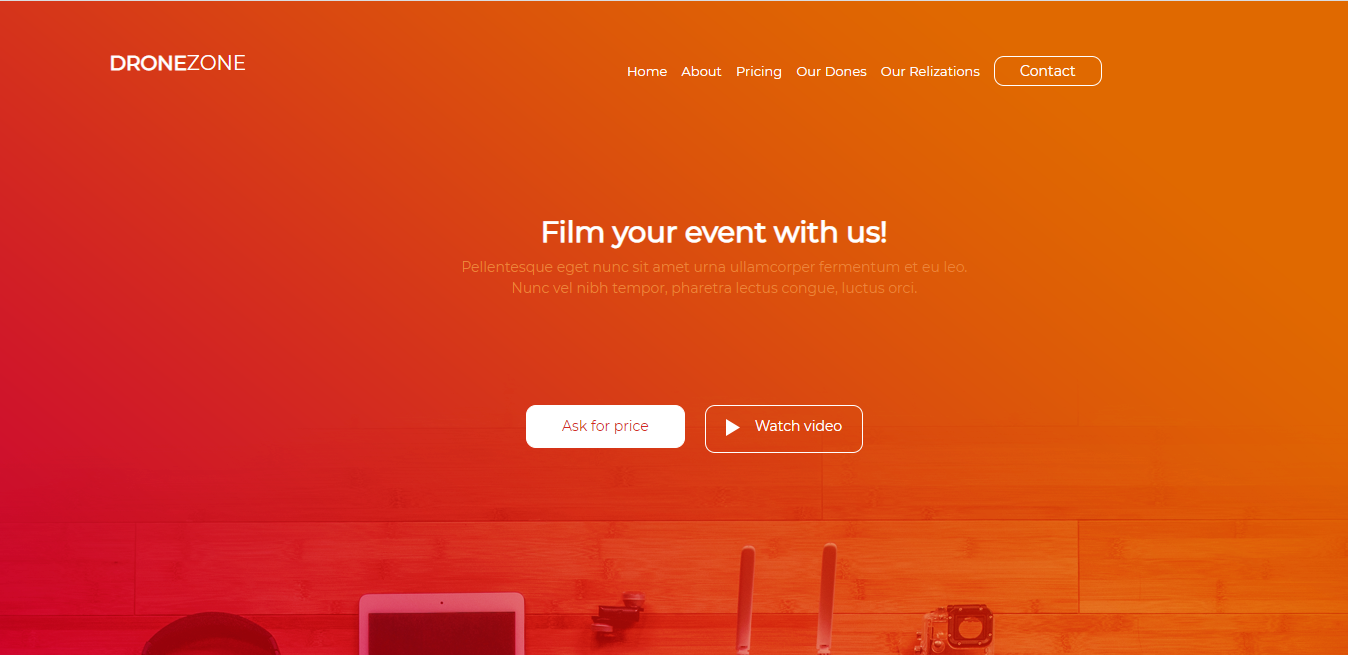 DRONEZONE
Home About Pricing Our Dones Our Relizations Contact
Film your event with us!
Pellentesque eget nunc sit amet urna ullamcorper fermentum et eu leo.
Nunc vel nibh tempor, pharetra lectus congue, luctus orci.
Ask for price Watch video